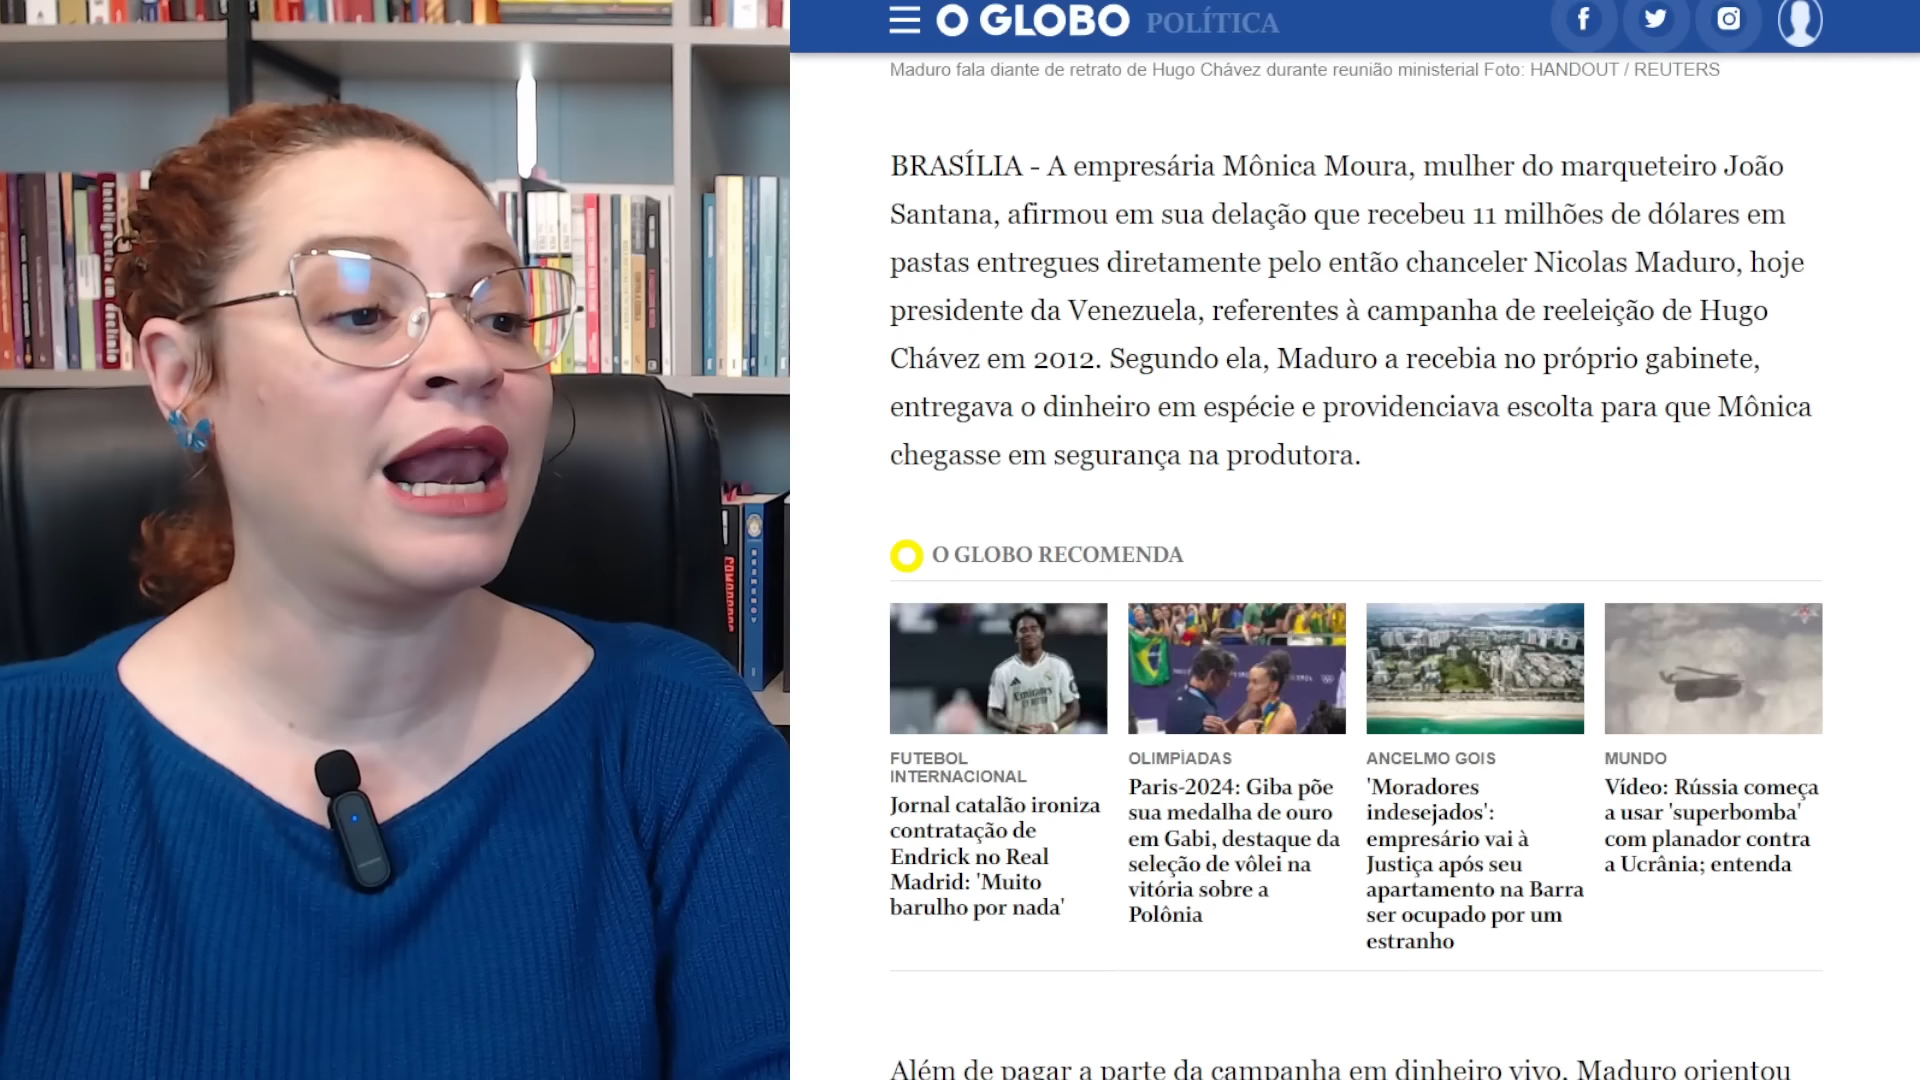 O GLOBO POLÍTICA
Maduro fala diante de retrato de Hugo Chávez durante reunião ministerial Foto: HANDOUT / REUTERS
BRASÍLIA - A empresária Mônica Moura, mulher do marqueteiro João
Santana, afirmou em sua delação que recebeu 11 milhões de dólares em
pastas entregues diretamente pelo então chanceler Nicolas Maduro, hoje
presidente da Venezuela, referentes à campanha de reeleição de Hugo
Chávez em 2012. Segundo ela, Maduro a recebia no próprio gabinete,
entregava o dinheiro em espécie e providenciava escolta para que Mônica
chegasse em segurança na produtora.
O GLOBO RECOMENDA
FUTEBOL
INTERNACIONAL
Jornal catalão ironiza
contratação de
Endrick no Real
Madrid: 'Muito
barulho por nada'
OLIMPÍADAS
Paris-2024: Giba põe
sua medalha de ouro
em Gabi, destaque da
seleção de vôlei na
vitória sobre a
Polônia
ANCELMO GOIS
'Moradores
indesejados':
empresário vai à
Justiça após seu
apartamento na Barra
ser ocupado por um
estranho
MUNDO
Vídeo: Rússia começa
a usar 'superbomba'
com planador contra
a Ucrânia; entenda
Além de pagar a parte da campanha em dinheiro vivo, Maduro orientou